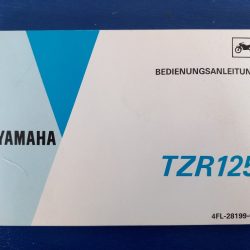 BEDIENUNGSANLEITUN
YAMAHA
TZR125
4FL-28199-